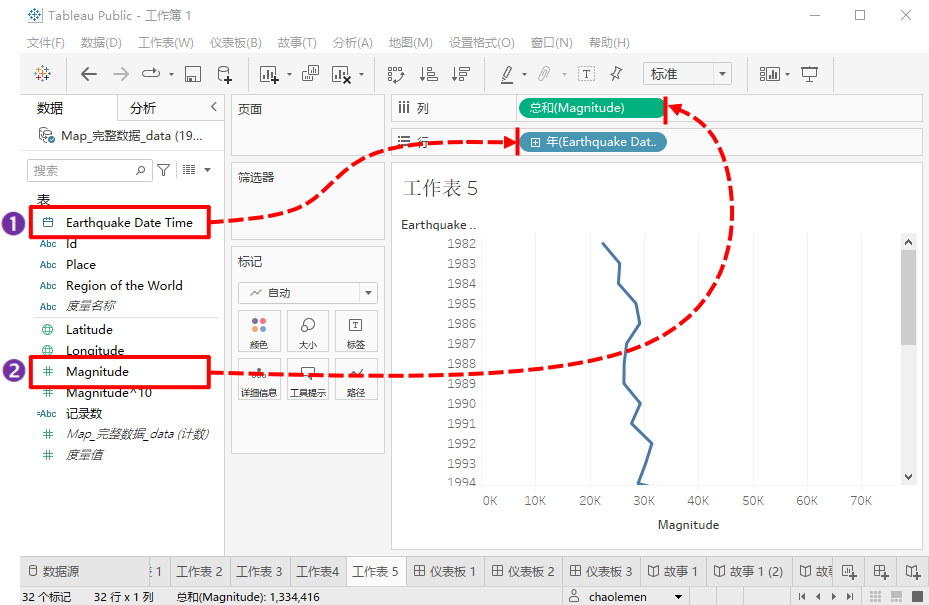 Tableau Public - 工作簿 1
文件(F) 数据(D) 工作表(W) 仪表板(B) 故事(T) 分析(A) 地图(M) 设置格式(O) 窗口(N) 帮助(H)
标准
数据 分析
Map_完整数据_data (19...
搜索
表
1
Earthquake Date Time
Abc Id
Abc Place
Abc Region of the World
Abc 度量名称
Latitude
Longitude
2
Magnitude
Magnitude^10
=Abc 记录数
Map_完整数据_data (计数)
度量值
页面
筛选器
标记
自动
颜色 大小 标签
详细信息 工具提示 路径
列 总和(Magnitude)
行 年(Earthquake Dat..
工作表 5
Earthquake ..
1982
1983
1984
1985
1986
1987
1988
1989
1990
1991
1992
1993
1994
0K 10K 20K 30K 40K 50K 60K 70K
Magnitude
数据源 表 1 工作表 2 工作表 3 工作表4 工作表 5 仪表板 1 仪表板 2 仪表板 3 故事 1 故事 1 (2) 故事
32 个标记 32 行 x 1 列 总和(Magnitude): 1,334,416 chaolemen